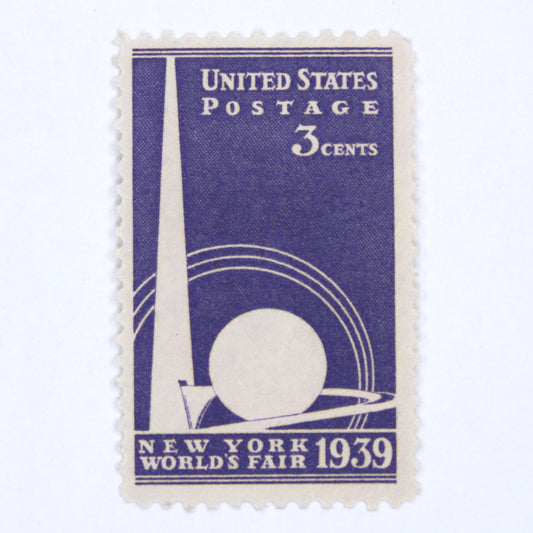 UNITED STATES
POSTAGE
3 CENTS
NEW YORK
WORLD'S FAIR 1939